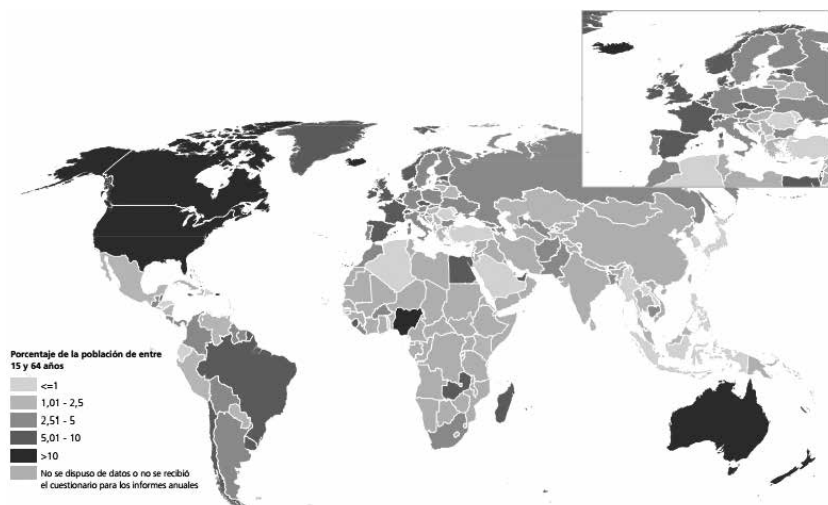 Porcentaje de la población de entre
15 y 64 años
<=1
1,01 - 2,5
2,51 - 5
5,01 - 10
>10
No se dispuso de datos o no se recibió
el cuestionario para los informes anuales